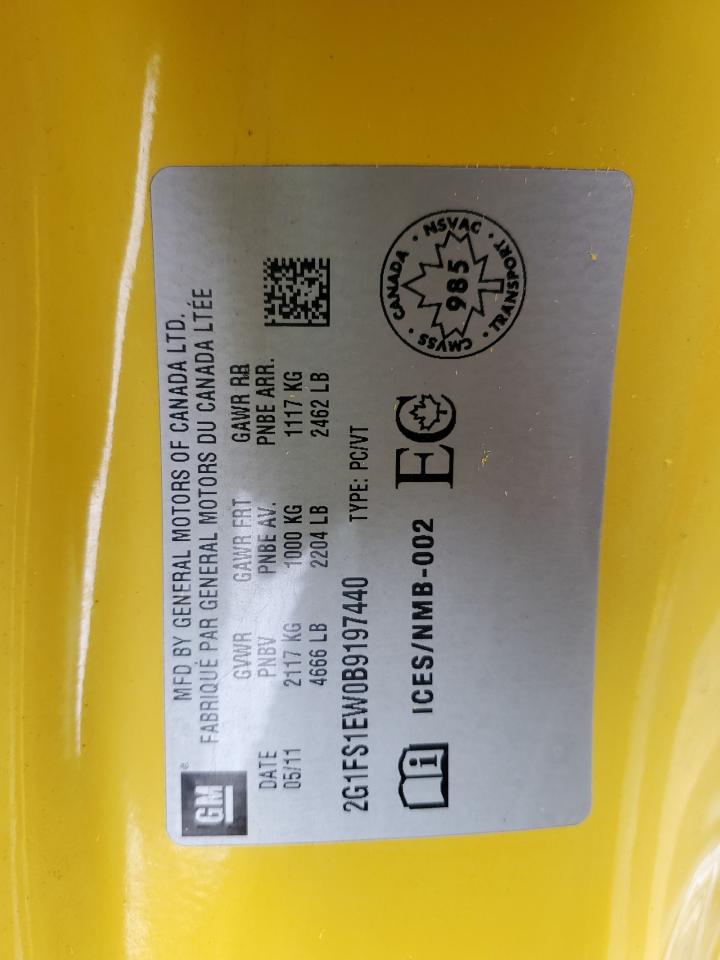 GM
MFD BY GENERAL MOTORS OF CANADA LTD.
FABRIQUÉ PAR GENERAL MOTORS DU CANADA LTÉE
DATE GVWR GAWR FRT GAWR RR
05/11 PNBV PNBE AV. PNBE ARR.
2117 KG 1000 KG 1117 KG
4666 LB 2204 LB 2462 LB
2G1FS1EW0B9197440 TYPE: PC/VT
i ICES/NMB-002 EC
CANADA · NSVAC · TRANSPORT · CMVSS ·
985